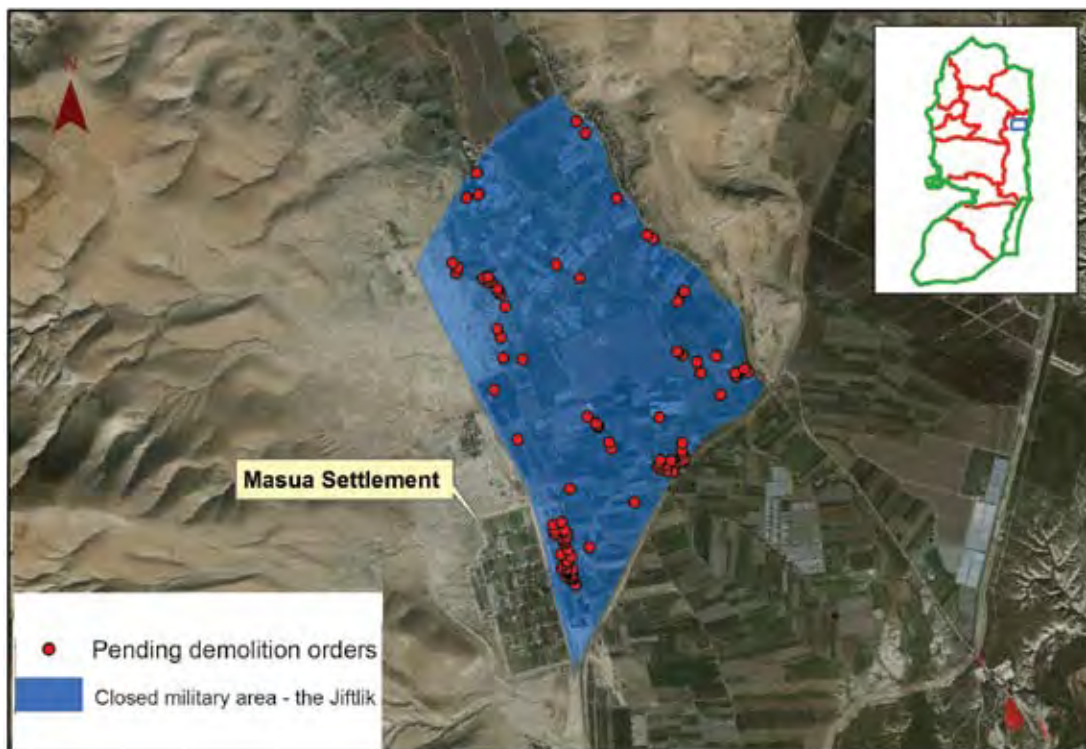 N
Masua Settlement
Pending demolition orders
Closed military area - the Jiftlik